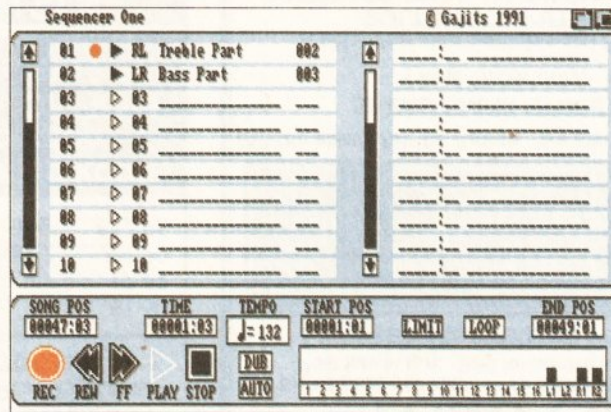 Sequencer One © Gajits 1991
01 RL Treble Part 002
02 LR Bass Part 003
03 03
04 04
05 05
06 06
07 07
08 08
09 09
10 10
SONG POS TIME TEMPO START POS END POS
00047:03 00001:03 ♩=132 00001:01 LIMIT LOOP 00049:01
DUB
REC REW FF PLAY STOP AUTO
1 2 3 4 5 6 7 8 9 10 11 12 13 14 15 16 L1 L2 R1 R2